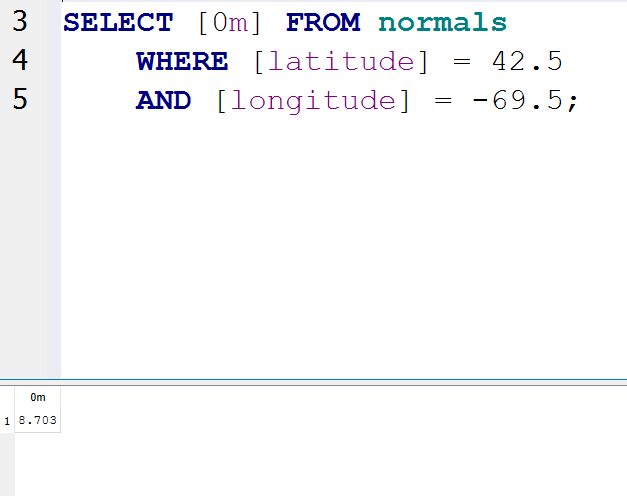 3 SELECT [0m] FROM normals
4 WHERE [latitude] = 42.5
5 AND [longitude] = -69.5;
0m
1 8.703